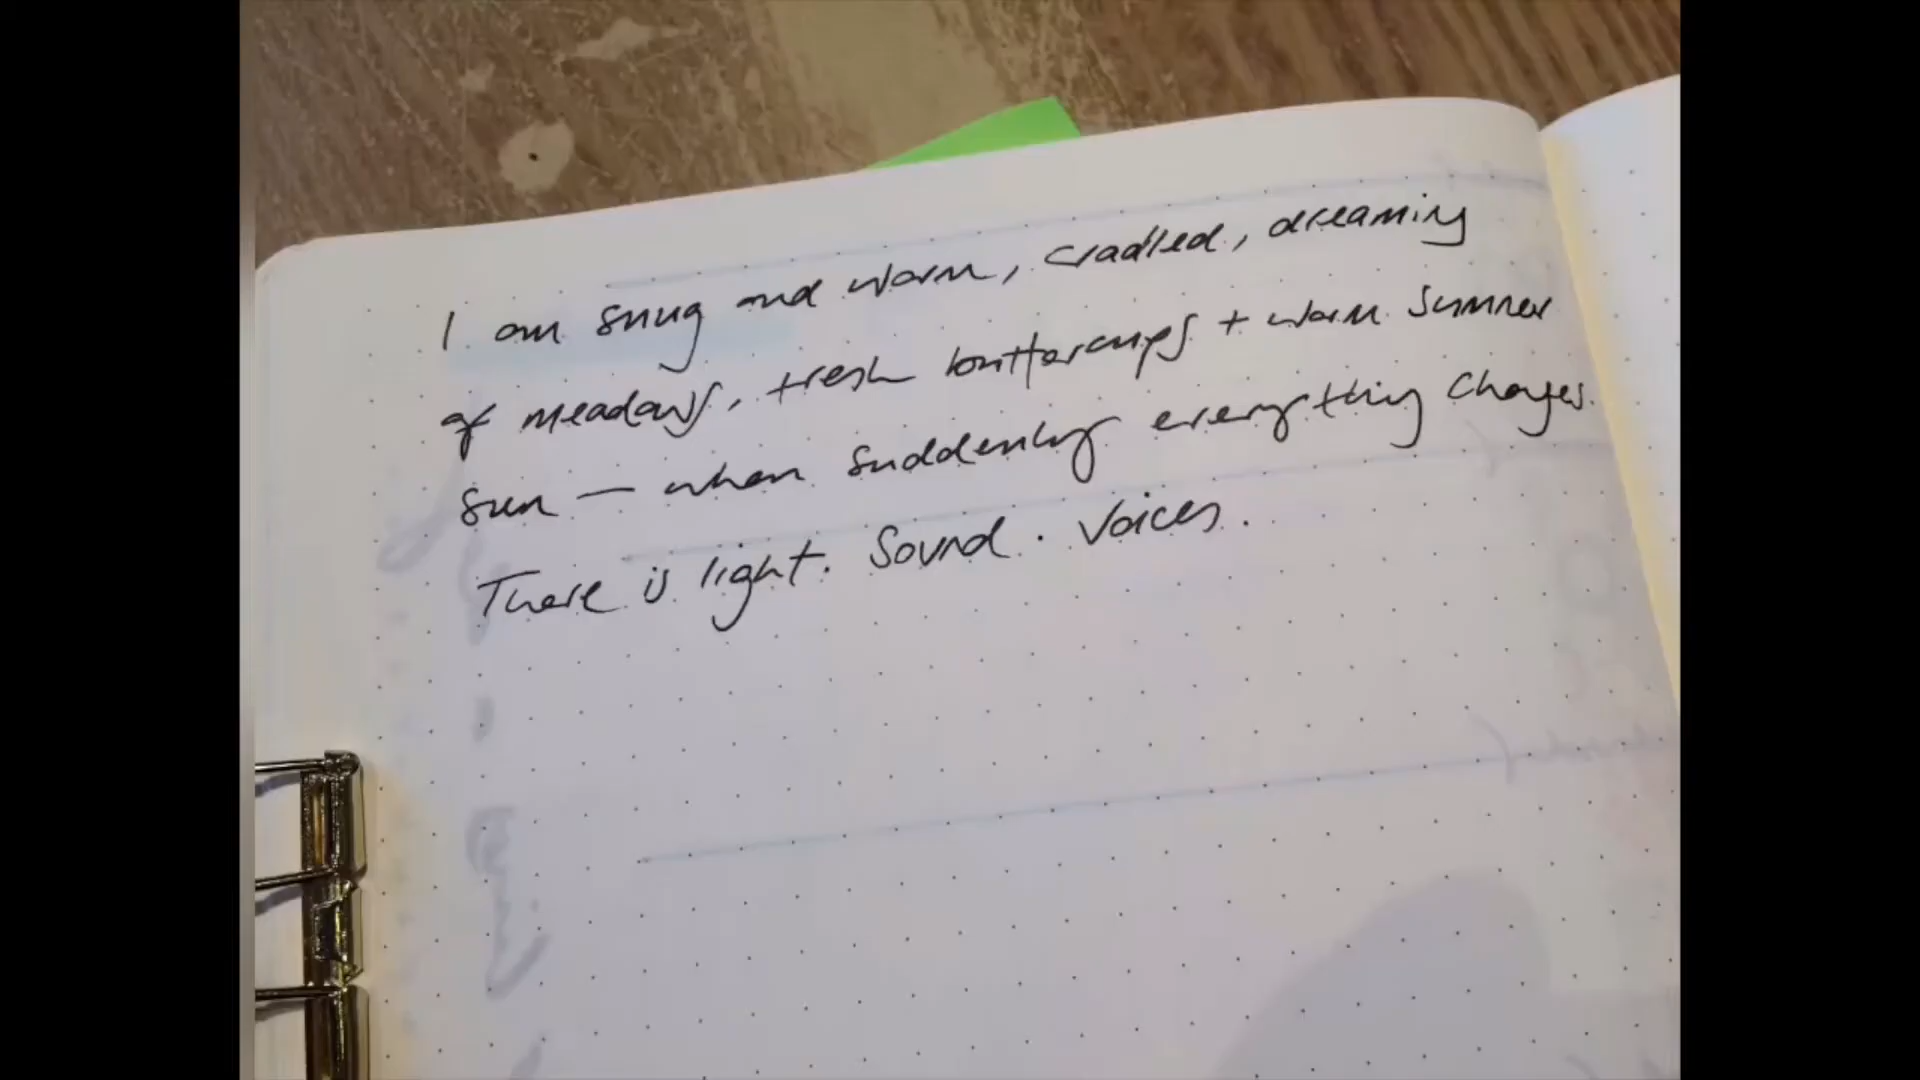 I am snug and warm, cradled, dreaming
of meadows, fresh buttercups + warm summer
sun — when suddenly everything changes.
There is light. Sound. Voices.